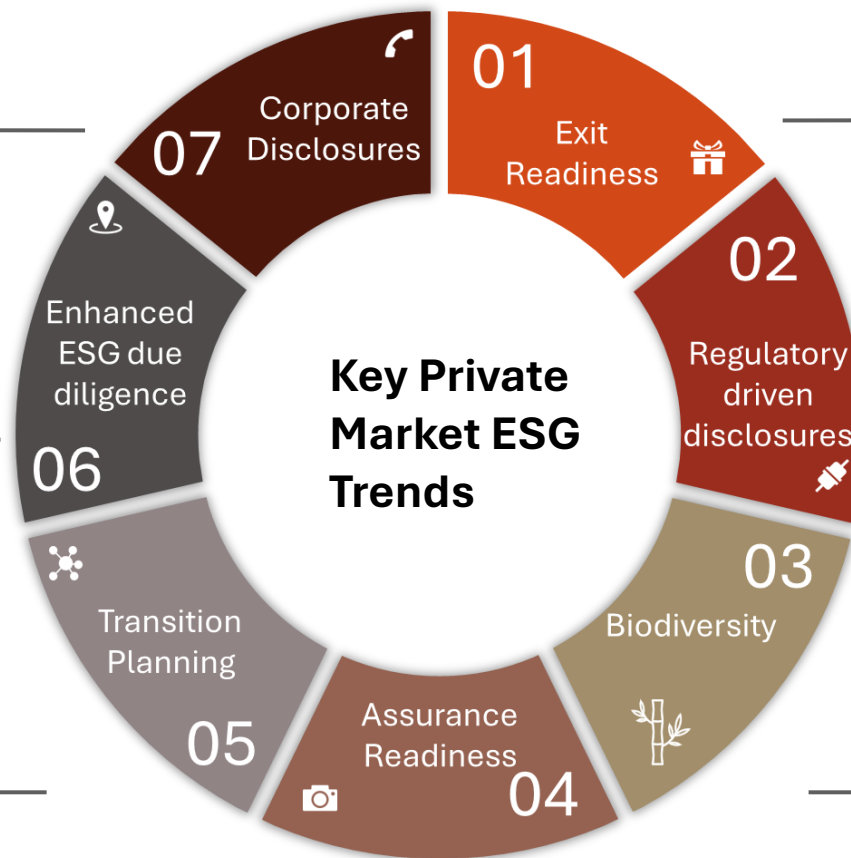 01
Exit
Readiness
02
Regulatory
driven
disclosures
03
Biodiversity
Assurance
Readiness
04
Transition
Planning
05
Enhanced
ESG due
diligence
06
07
Corporate
Disclosures
Key Private
Market ESG
Trends